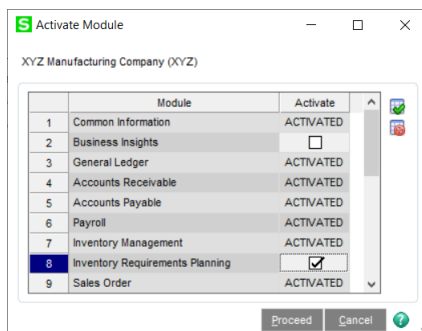 S Activate Module
XYZ Manufacturing Company (XYZ)
Module Activate
1 Common Information ACTIVATED
2 Business Insights
3 General Ledger ACTIVATED
4 Accounts Receivable ACTIVATED
5 Accounts Payable ACTIVATED
6 Payroll ACTIVATED
7 Inventory Management ACTIVATED
8 Inventory Requirements Planning
9 Sales Order ACTIVATED
Proceed Cancel ?